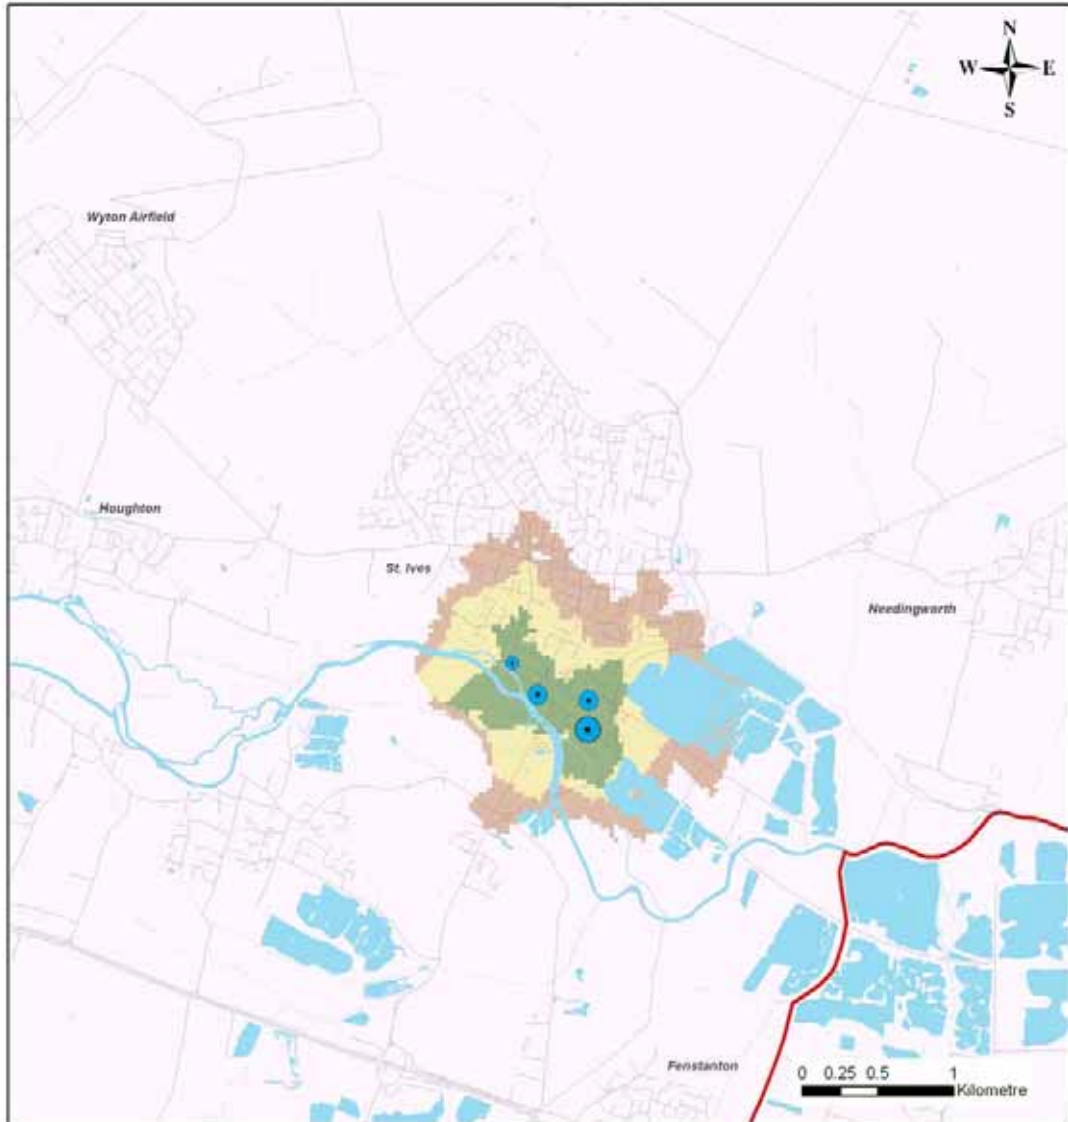 N
W E
S
Wyton Airfield
Houghton
St. Ives
Needingworth
Fenstanton
0 0.25 0.5 1
Kilometre